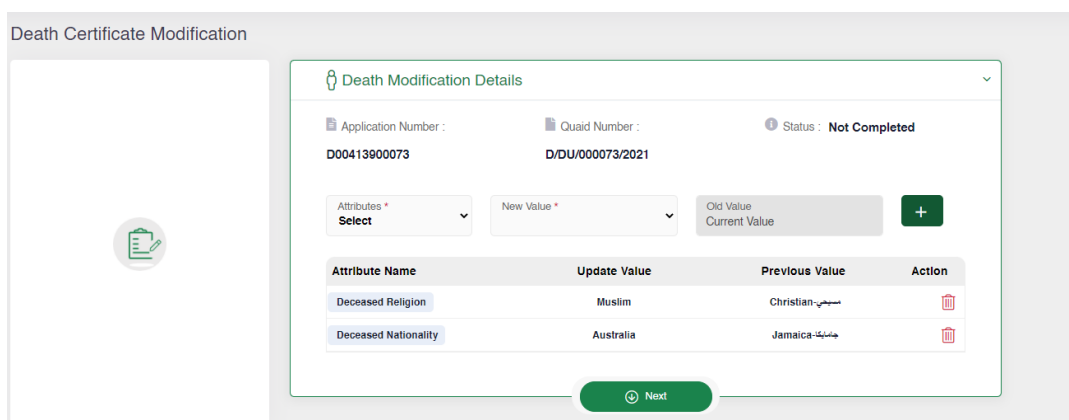 Death Certificate Modification
Death Modification Details
Application Number : Quaid Number : Status : Not Completed
D00413900073 D/DU/000073/2021
Attributes * New Value * Old Value
Select Current Value
+
Attribute Name Update Value Previous Value Action
Deceased Religion Muslim Christian-مسيحي
Deceased Nationality Australia Jamaica-جامايكا
Next